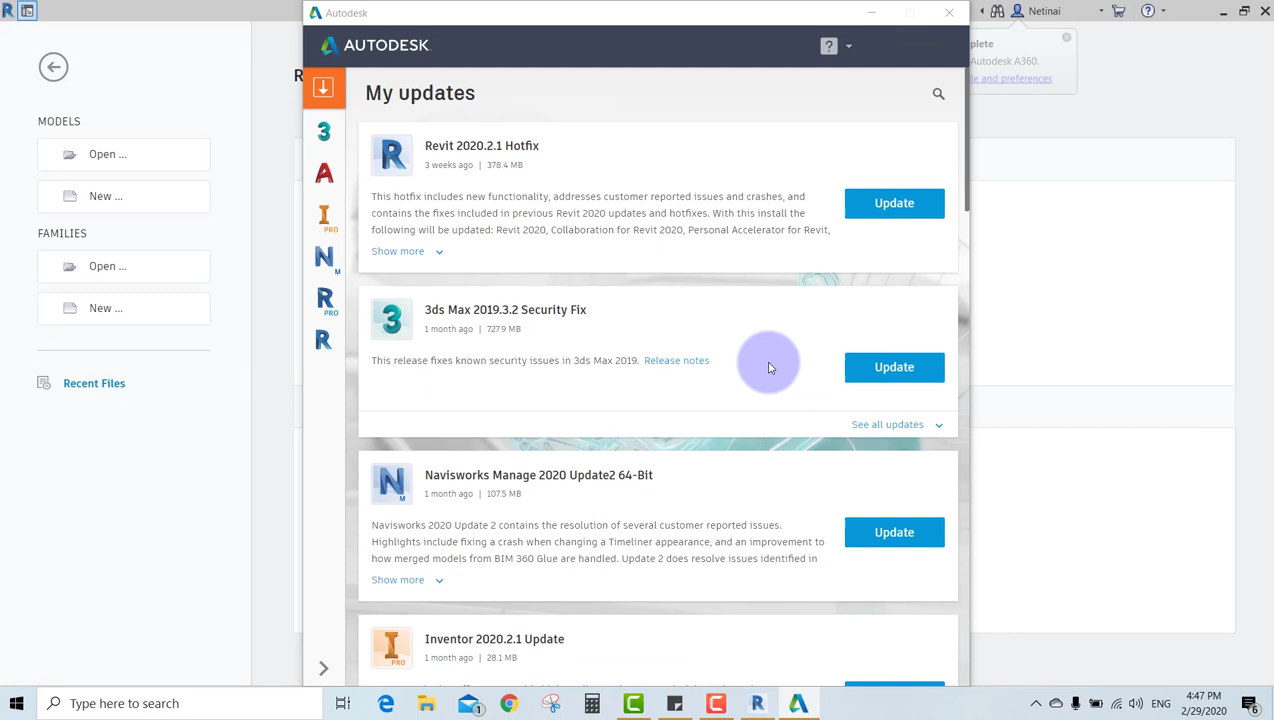 Autodesk
Netinai
AUTODESK
plete
Autodesk A360.
le and preferences
R
MODELS
Open ...
New ...
FAMILIES
Open ...
New ...
Recent Files
My updates
Revit 2020.2.1 Hotfix
3 weeks ago | 378.4 MB
This hotfix includes new functionality, addresses customer reported issues and crashes, and
contains the fixes included in previous Revit 2020 updates and hotfixes. With this install the
following will be updated: Revit 2020, Collaboration for Revit 2020, Personal Accelerator for Revit,
Show more
Update
3ds Max 2019.3.2 Security Fix
1 month ago | 727.9 MB
This release fixes known security issues in 3ds Max 2019. Release notes
Update
See all updates
Navisworks Manage 2020 Update2 64-Bit
1 month ago | 107.5 MB
Navisworks 2020 Update 2 contains the resolution of several customer reported issues.
Highlights include fixing a crash when changing a Timeliner appearance, and an improvement to
how merged models from BIM 360 Glue are handled. Update 2 does resolve issues identified in
Show more
Update
Inventor 2020.2.1 Update
1 month ago | 28.1 MB
3
A
I PRO
N M
R PRO
R
Type here to search
ENG
4:47 PM
2/29/2020